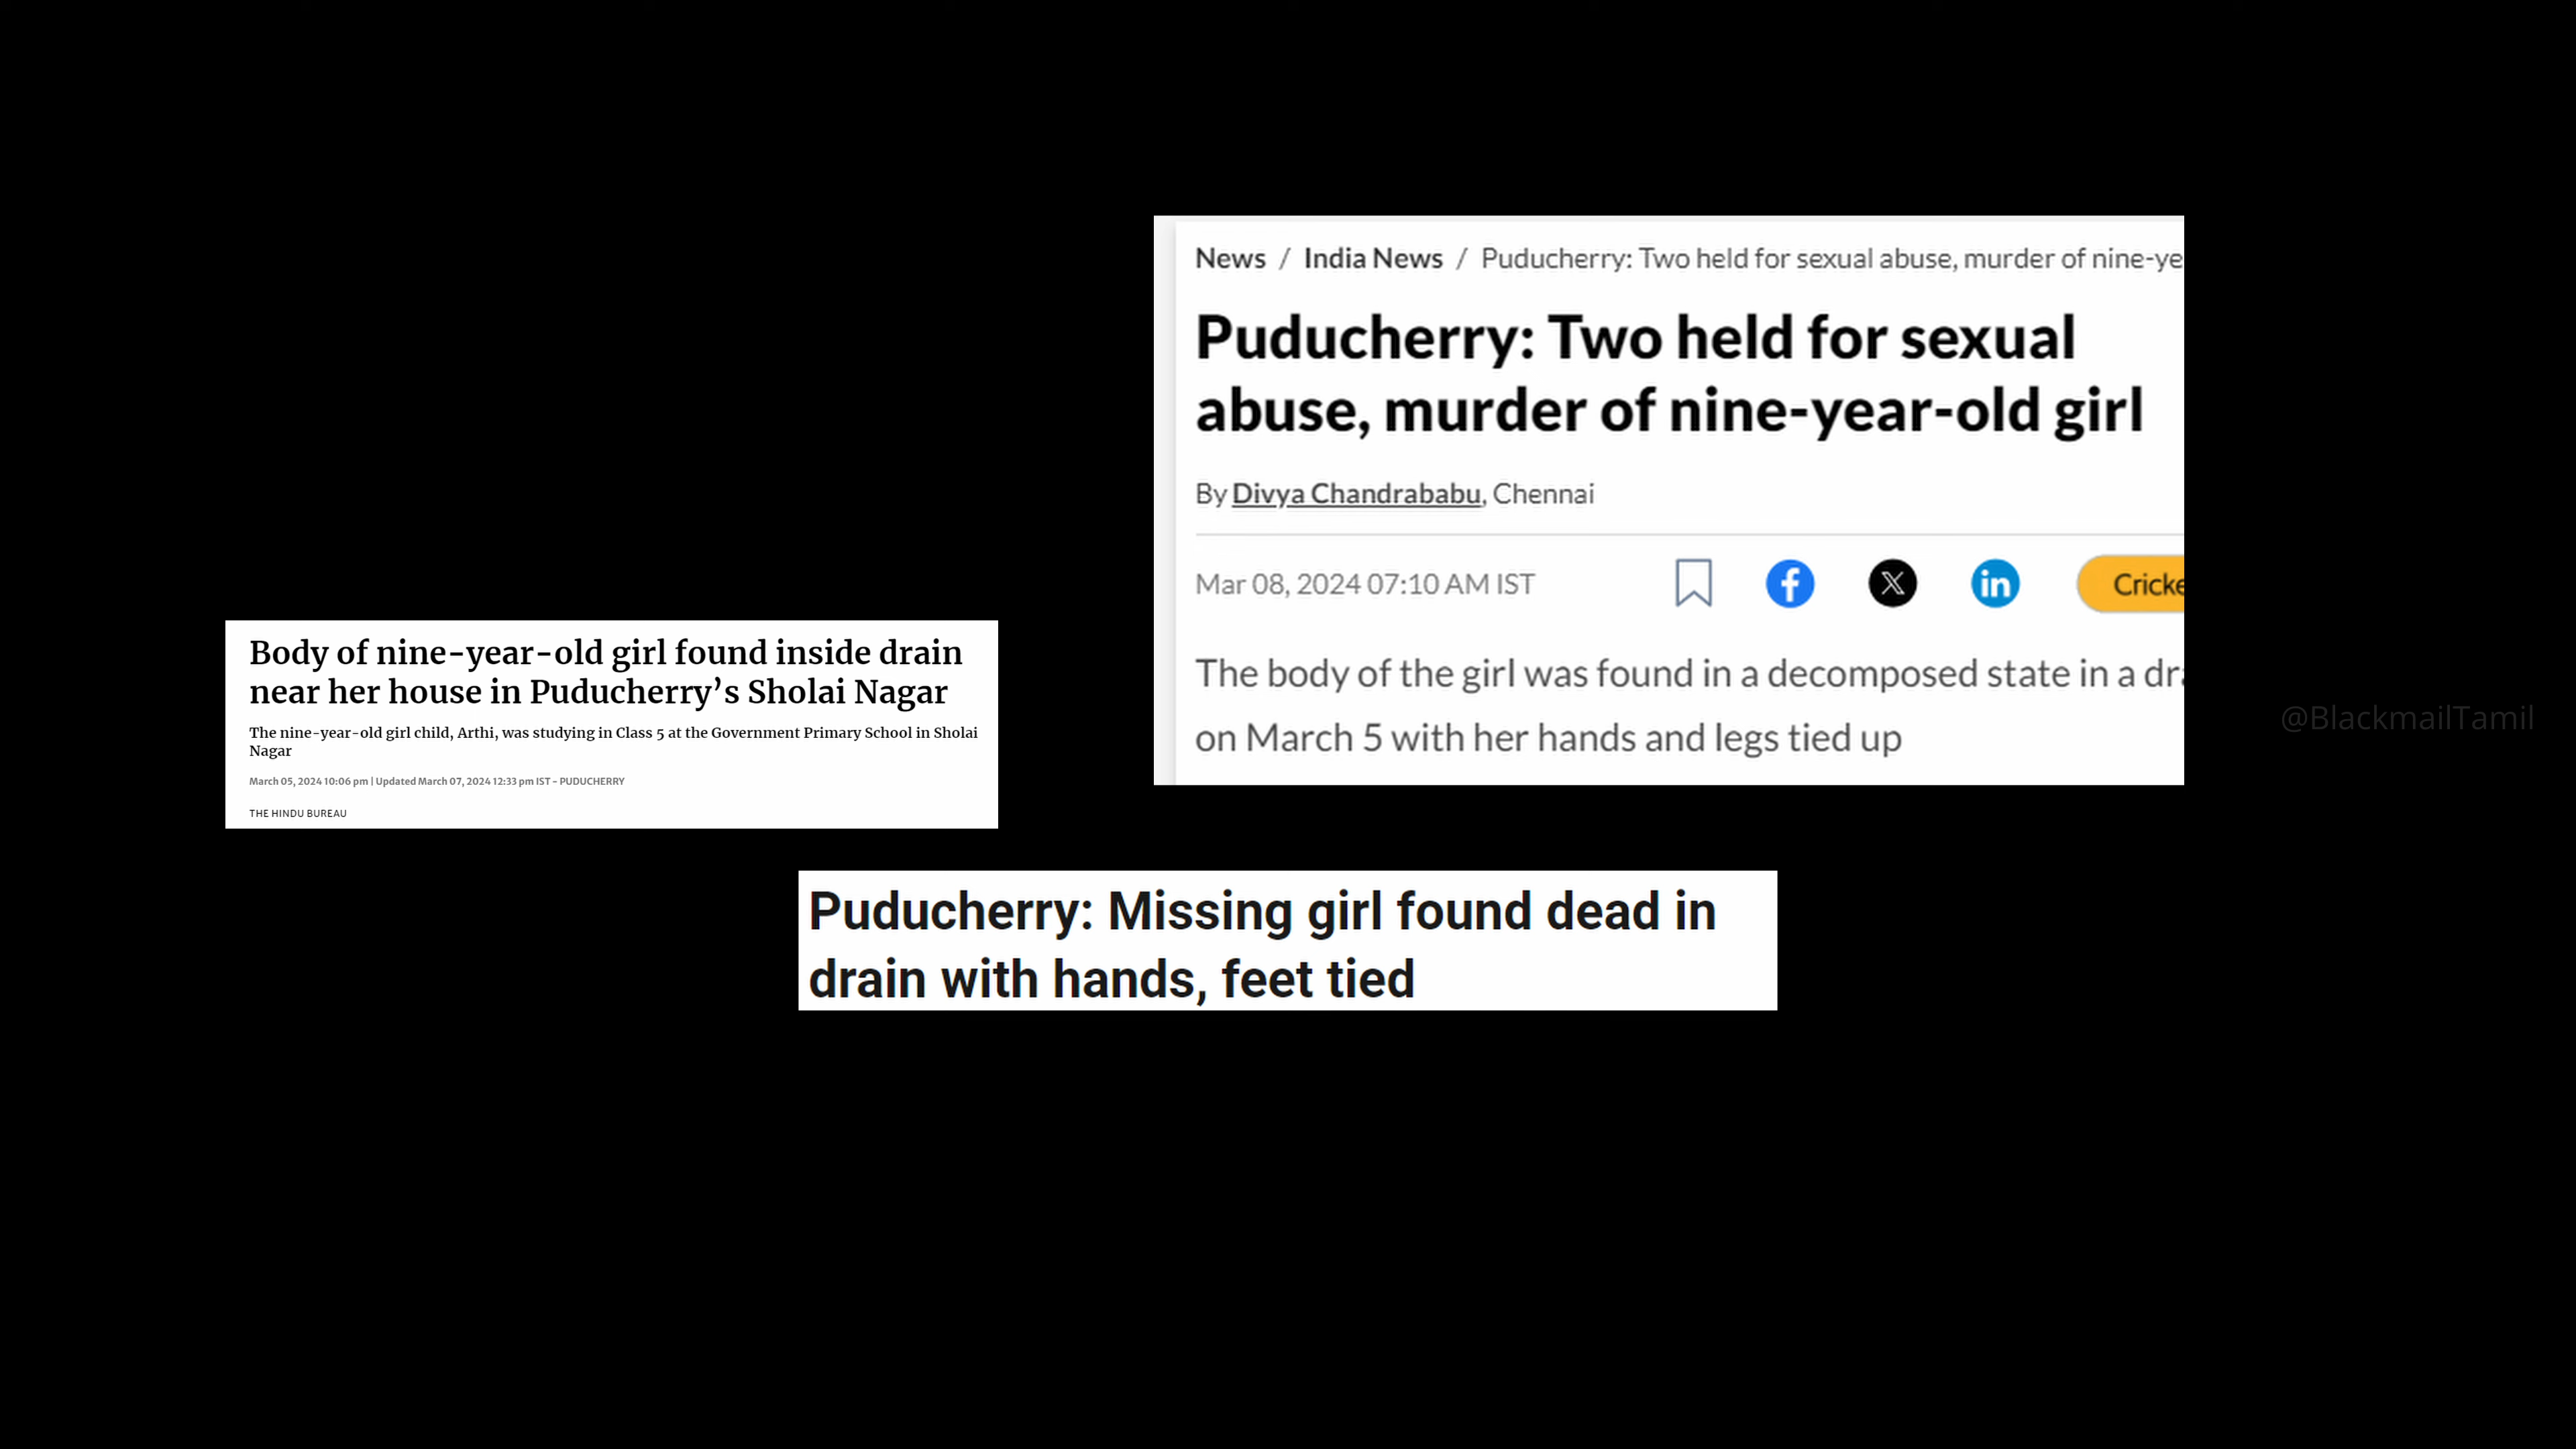 News / India News / Puducherry: Two held for sexual abuse, murder of nine-ye
Puducherry: Two held for sexual
abuse, murder of nine-year-old girl
By Divya Chandrababu, Chennai
Mar 08, 2024 07:10 AM IST
Cricke
The body of the girl was found in a decomposed state in a dra
on March 5 with her hands and legs tied up
Body of nine-year-old girl found inside drain
near her house in Puducherry’s Sholai Nagar
The nine-year-old girl child, Arthi, was studying in Class 5 at the Government Primary School in Sholai
Nagar
March 05, 2024 10:06 pm | Updated March 07, 2024 12:33 pm IST - PUDUCHERRY
THE HINDU BUREAU
@BlackmailTamil
Puducherry: Missing girl found dead in
drain with hands, feet tied